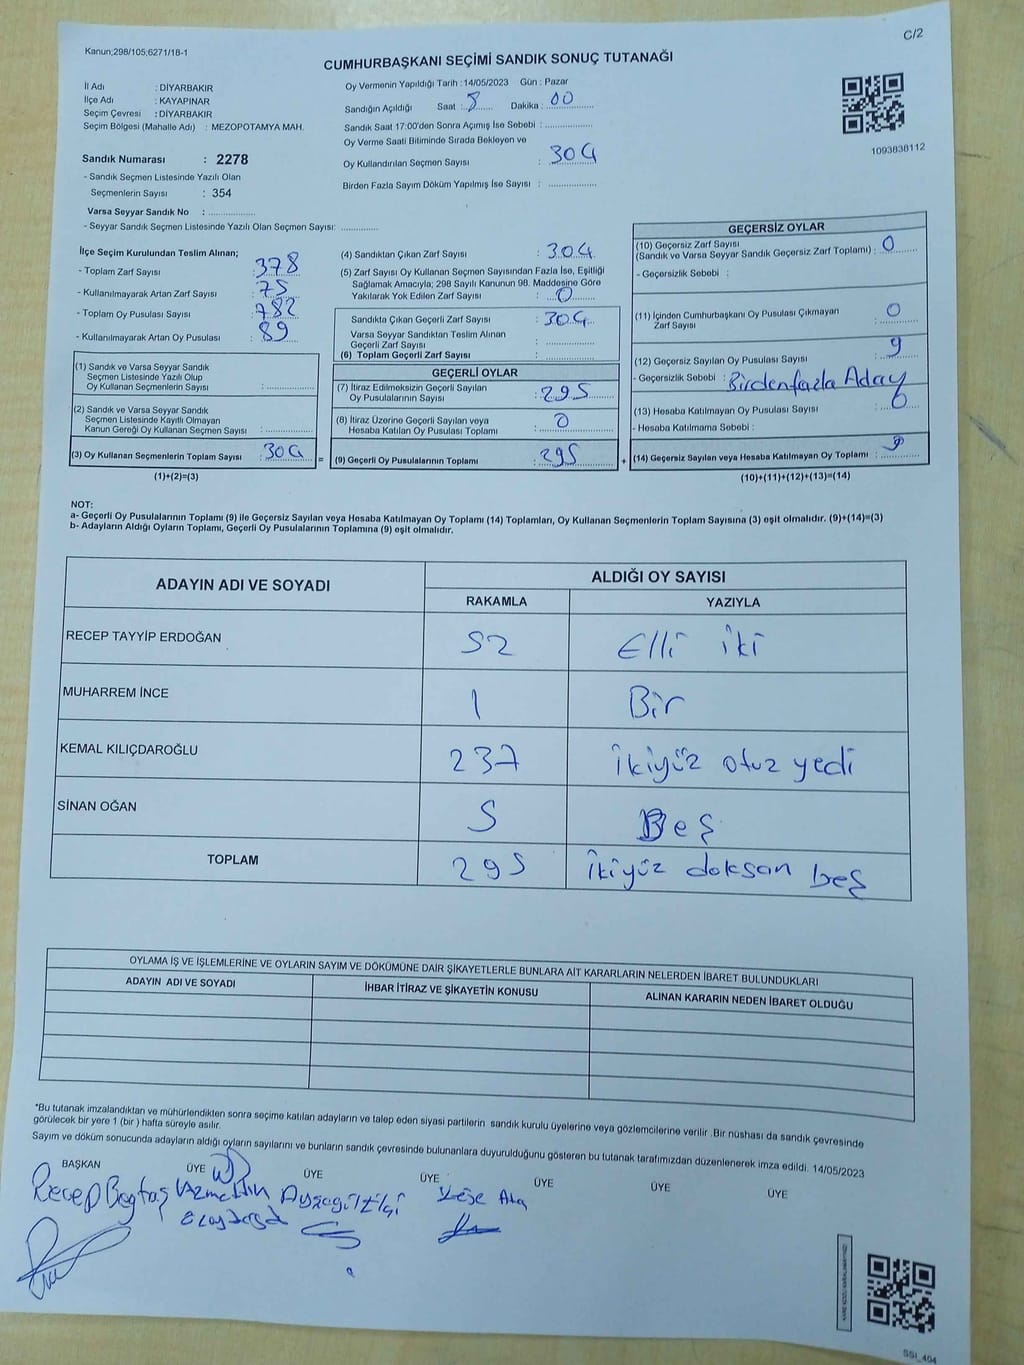 Kanun;298/105;6271/18-1
C/2
CUMHURBAŞKANI SEÇİMİ SANDIK SONUÇ TUTANAĞI
İl Adı : DİYARBAKIR
İlçe Adı : KAYAPINAR
Seçim Çevresi : DİYARBAKIR
Seçim Bölgesi (Mahalle Adı) : MEZOPOTAMYA MAH.
Sandık Numarası : 2278
- Sandık Seçmen Listesinde Yazılı Olan
Seçmenlerin Sayısı : 354
Varsa Seyyar Sandık No : ................
- Seyyar Sandık Seçmen Listesinde Yazılı Olan Seçmen Sayısı: ............
Oy Vermenin Yapıldığı Tarih : 14/05/2023 Gün : Pazar
Sandığın Açıldığı Saat : 8 Dakika : 00
Sandık Saat 17:00'den Sonra Açımış İse Sebebi : ................
Oy Verme Saati Bitiminde Sırada Bekleyen ve
Oy Kullandırılan Seçmen Sayısı : 304
Birden Fazla Sayım Döküm Yapılmış İse Sayısı : ................
1093838112
İlçe Seçim Kurulundan Teslim Alınan;
- Toplam Zarf Sayısı : 378
- Kullanılmayarak Artan Zarf Sayısı : 75
- Toplam Oy Pusulası Sayısı : 782
- Kullanılmayarak Artan Oy Pusulası : 89
(1) Sandık ve Varsa Seyyar Sandık
Seçmen Listesinde Yazılı Olup
Oy Kullanan Seçmenlerin Sayısı : ................
(2) Sandık ve Varsa Seyyar Sandık
Seçmen Listesinde Kayıtlı Olmayan
Kanun Gereği Oy Kullanan Seçmen Sayısı : ................
(3) Oy Kullanan Seçmenlerin Toplam Sayısı : 304 =
(1)+(2)=(3)
(4) Sandıktan Çıkan Zarf Sayısı : 304
(5) Zarf Sayısı Oy Kullanan Seçmen Sayısından Fazla İse, Eşitliği
Sağlamak Amacıyla; 298 Sayılı Kanunun 98. Maddesine Göre
Yakılarak Yok Edilen Zarf Sayısı : 0
Sandıkta Çıkan Geçerli Zarf Sayısı : 304
Varsa Seyyar Sandıktan Teslim Alınan
Geçerli Zarf Sayısı : ................
(6) Toplam Geçerli Zarf Sayısı : ................
GEÇERLİ OYLAR
(7) İtiraz Edilmeksizin Geçerli Sayılan
Oy Pusulalarının Sayısı : 295
(8) İtiraz Üzerine Geçerli Sayılan veya
Hesaba Katılan Oy Pusulası Toplamı : 0
(9) Geçerli Oy Pusulalarının Toplamı : 295 +
GEÇERSİZ OYLAR
(10) Geçersiz Zarf Sayısı
(Sandık ve Varsa Seyyar Sandık Geçersiz Zarf Toplamı) : 0
- Geçersizlik Sebebi :
(11) İçinden Cumhurbaşkanı Oy Pusulası Çıkmayan
Zarf Sayısı : 0
(12) Geçersiz Sayılan Oy Pusulası Sayısı : 9
- Geçersizlik Sebebi : Birdenfazla Aday
(13) Hesaba Katılmayan Oy Pusulası Sayısı : 0
- Hesaba Katılmama Sebebi :
(14) Geçersiz Sayılan veya Hesaba Katılmayan Oy Toplamı : 9
(10)+(11)+(12)+(13)=(14)
NOT:
a- Geçerli Oy Pusulalarının Toplamı (9) ile Geçersiz Sayılan veya Hesaba Katılmayan Oy Toplamı (14) Toplamları, Oy Kullanan Seçmenlerin Toplam Sayısına (3) eşit olmalıdır. (9)+(14)=(3)
b- Adayların Aldığı Oyların Toplamı, Geçerli Oy Pusulalarının Toplamına (9) eşit olmalıdır.
ADAYIN ADI VE SOYADI ALDIĞI OY SAYISI
RAKAMLA YAZIYLA
RECEP TAYYİP ERDOĞAN 52 Elli iki
MUHARREM İNCE 1 Bir
KEMAL KILIÇDAROĞLU 237 ikiyüz otuz yedi
SİNAN OĞAN 5 Beş
TOPLAM 295 ikiyüz doksan beş
OYLAMA İŞ VE İŞLEMLERİNE VE OYLARIN SAYIM VE DÖKÜMÜNE DAİR ŞİKAYETLERLE BUNLARA AİT KARARLARIN NELERDEN İBARET BULUNDUKLARI
ADAYIN ADI VE SOYADI İHBAR İTİRAZ VE ŞİKAYETİN KONUSU ALINAN KARARIN NEDEN İBARET OLDUĞU
*Bu tutanak imzalandıktan ve mühürlendikten sonra seçime katılan adayların ve talep eden siyasi partilerin sandık kurulu üyelerine veya gözlemcilerine verilir. Bir nüshası da sandık çevresinde
görülecek bir yere 1 (bir ) hafta süreyle asılır.
Sayım ve döküm sonucunda adayların aldığı oyların sayılarını ve bunların sandık çevresinde bulunanlara duyurulduğunu gösteren bu tutanak tarafımızdan düzenlenerek imza edildi. 14/05/2023
BAŞKAN ÜYE ÜYE ÜYE ÜYE ÜYE ÜYE
Recep
SSI_404